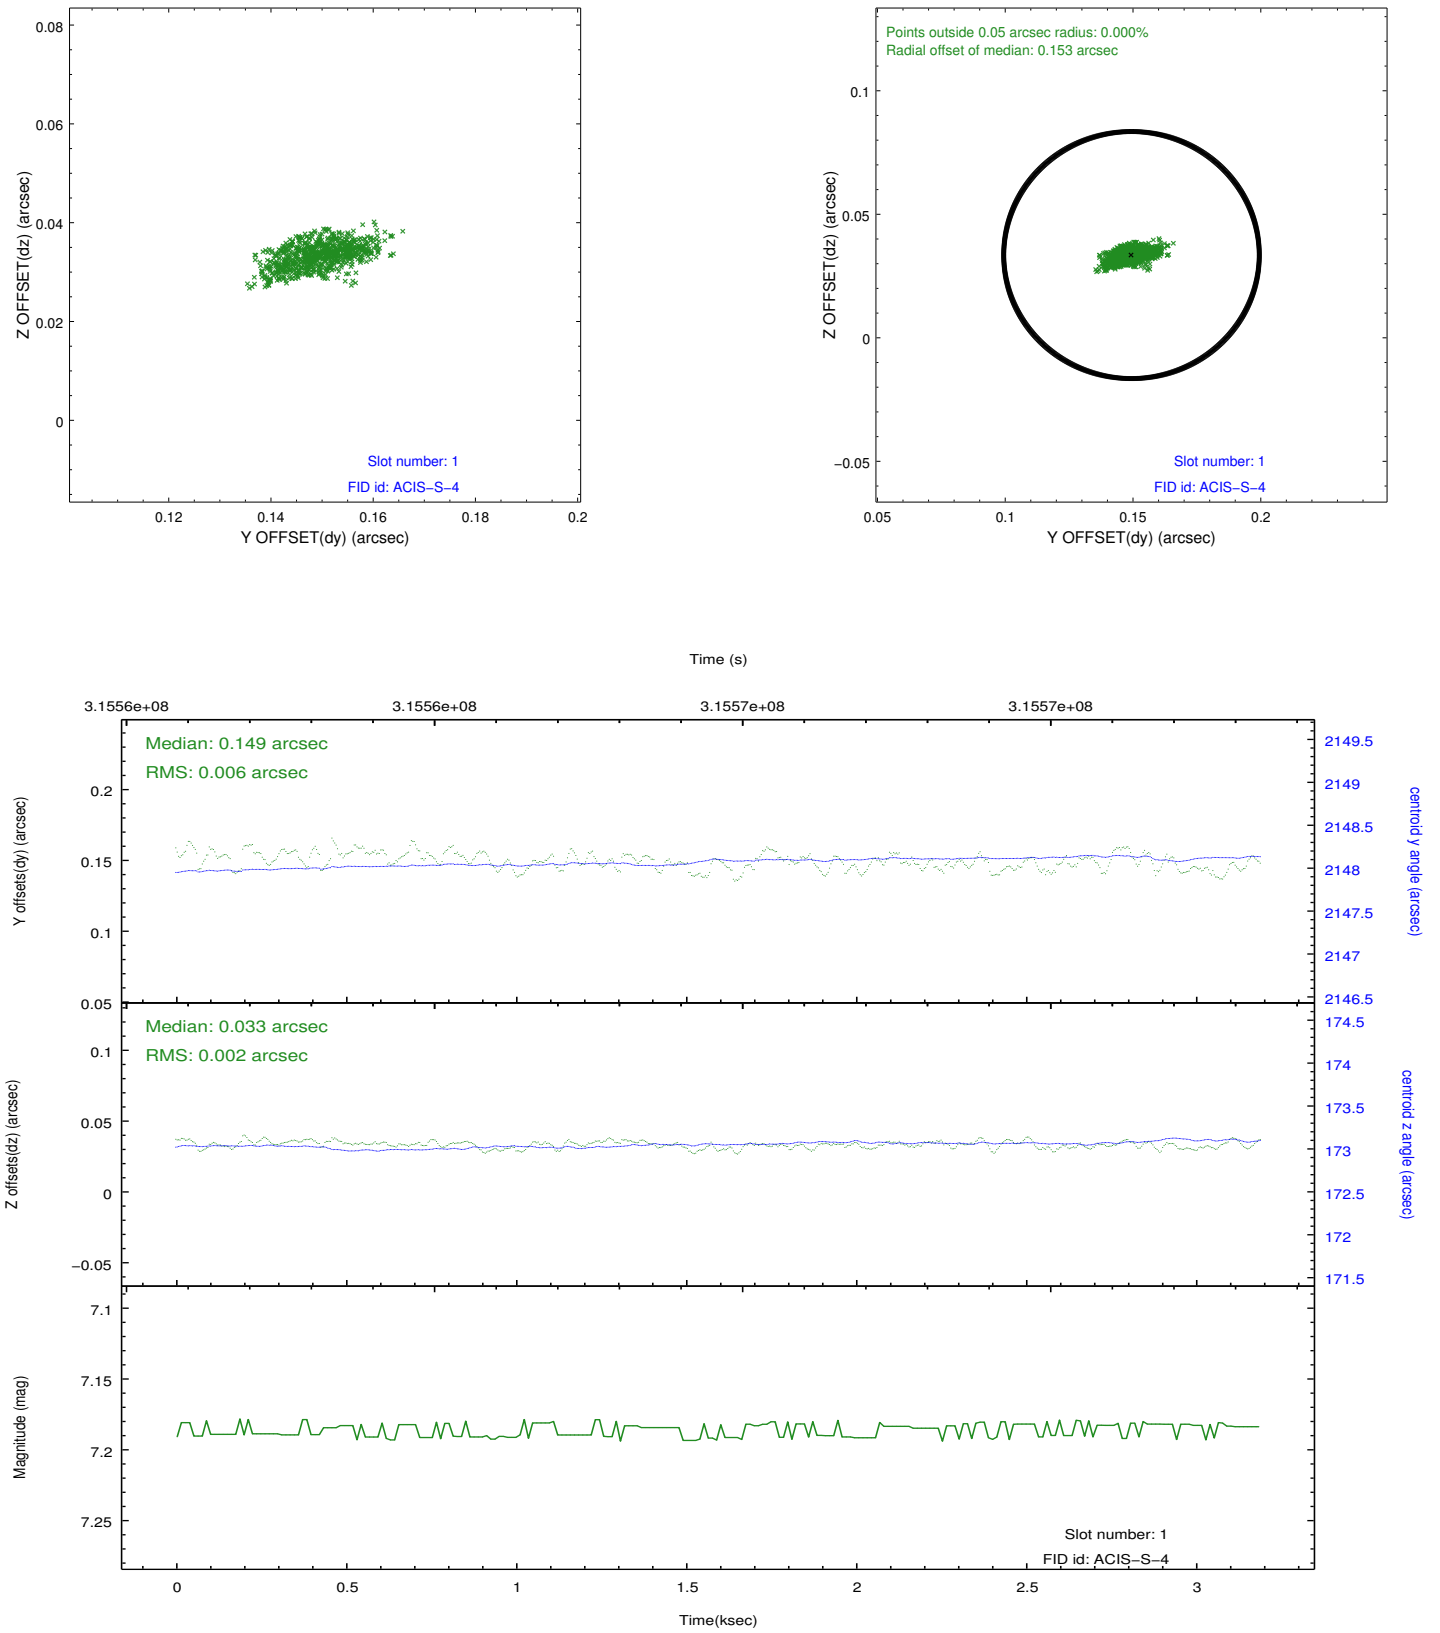 0.08
0.06
0.04
0.02
0
Z OFFSET(dz) (arcsec)
Slot number: 1
FID id: ACIS−S−4
0.12 0.14 0.16 0.18 0.2
Y OFFSET(dy) (arcsec)
Points outside 0.05 arcsec radius: 0.000%
Radial offset of median: 0.153 arcsec
0.1
0.05
0
−0.05
Z OFFSET(dz) (arcsec)
Slot number: 1
FID id: ACIS−S−4
0.05 0.1 0.15 0.2
Y OFFSET(dy) (arcsec)
Time (s)
3.1556e+08 3.1556e+08 3.1557e+08 3.1557e+08
Median: 0.149 arcsec
RMS: 0.006 arcsec
0.2
0.15
0.1
0.05
Y offsets(dy) (arcsec)
2149.5
2149
2148.5
2148
2147.5
2147
2146.5
centroid y angle (arcsec)
Median: 0.033 arcsec
RMS: 0.002 arcsec
0.1
0.05
0
−0.05
Z offsets(dz) (arcsec)
174.5
174
173.5
173
172.5
172
171.5
centroid z angle (arcsec)
7.1
7.15
7.2
7.25
Magnitude (mag)
Slot number: 1
FID id: ACIS−S−4
0 0.5 1 1.5 2 2.5 3
Time(ksec)